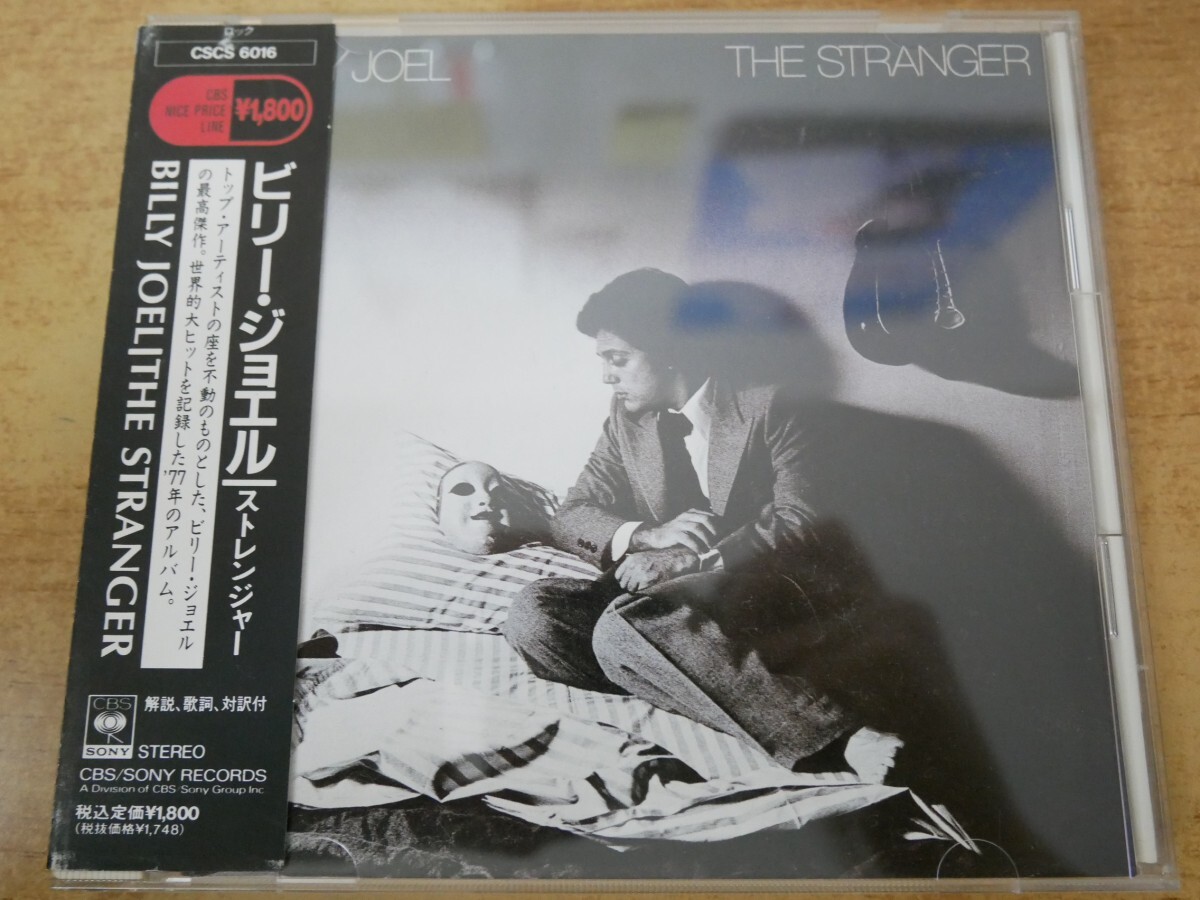 ロック
CSCS 6016
CBS
NICE PRICE
LINE
¥1,800
ビリー・ジョエル
ストレンジャー
トップ・アーティストの座を不動のものとした、ビリー・ジョエル
の最高傑作。世界的大ヒットを記録した'77年のアルバム。
BILLY JOEL|THE STRANGER
CBS
SONY
解説、歌詞、対訳付
STEREO
CBS/SONY RECORDS
A Division of CBS/Sony Group Inc
税込定価¥1,800
(税抜価格¥1,748)
Y JOEL
THE STRANGER